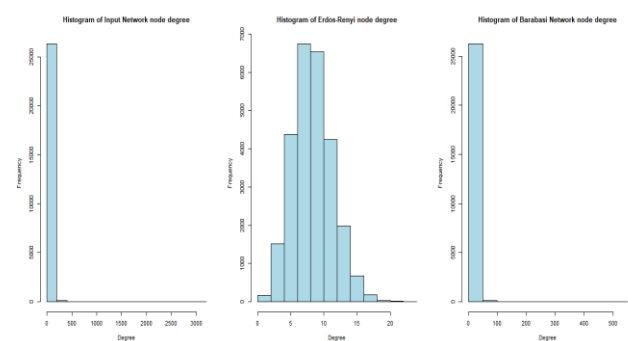 Histogram of Input Network node degree
Frequency
0
5000
10000
15000
20000
25000
0 500 1000 1500 2000 2500 3000
Degree
Histogram of Erdos-Renyi node degree
Frequency
0
1000
2000
3000
4000
5000
6000
7000
0 5 10 15 20
Degree
Histogram of Barabasi Network node degree
Frequency
0
5000
10000
15000
20000
25000
0 100 200 300 400 500
Degree